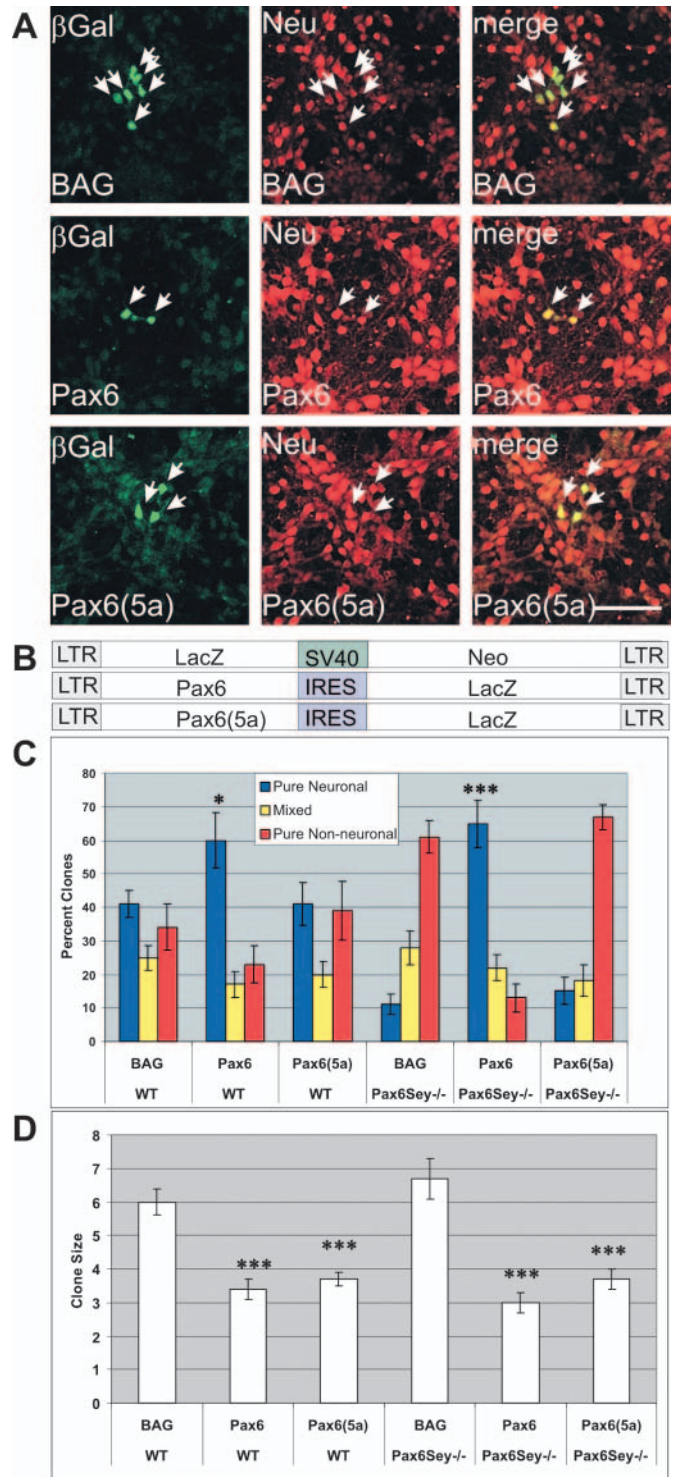 A
βGal
Neu
merge
BAG
BAG
BAG
βGal
Neu
merge
Pax6
Pax6
Pax6
βGal
Neu
merge
Pax6(5a)
Pax6(5a)
Pax6(5a)
B
LTR LacZ SV40 Neo LTR
LTR Pax6 IRES LacZ LTR
LTR Pax6(5a) IRES LacZ LTR
C
Percent Clones
80
70
60
50
40
30
20
10
0
Pure Neuronal
Mixed
Pure Non-neuronal
*
***
BAG Pax6 Pax6(5a) BAG Pax6 Pax6(5a)
WT WT WT Pax6Sey-/- Pax6Sey-/- Pax6Sey-/-
D
Clone Size
8
7
6
5
4
3
2
1
0
*** *** *** ***
BAG Pax6 Pax6(5a) BAG Pax6 Pax6(5a)
WT WT WT Pax6Sey-/- Pax6Sey-/- Pax6Sey-/-